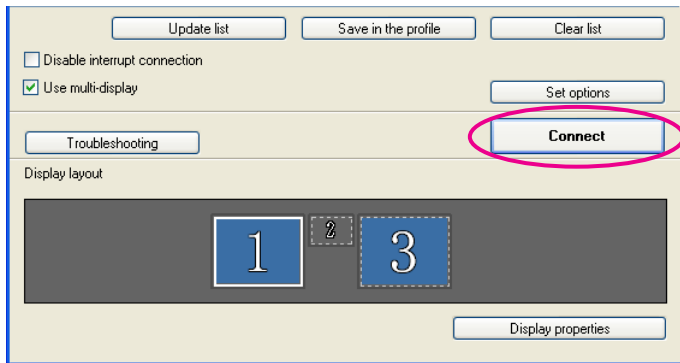 Update list Save in the profile Clear list
Disable interrupt connection
Use multi-display
Set options
Troubleshooting Connect
Display layout
1 2 3
Display properties